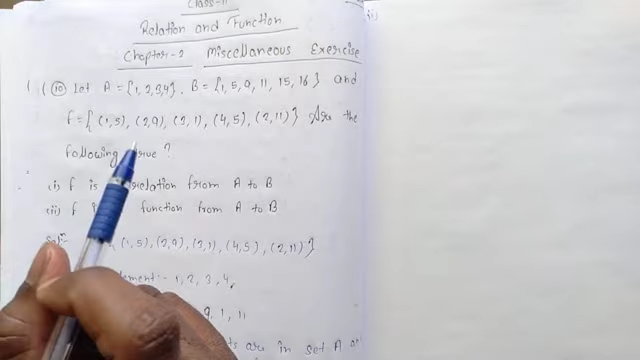 Class-11
Relation and Function
Chapter-2 Miscellaneous Exercise
(10) Let A = {1, 2, 3, 4}, B = {1, 5, 9, 11, 15, 16} and
f = { (1, 5), (2, 9), (3, 1), (4, 5), (2, 11)} Are the
following true ?
(i) f is relation from A to B
(ii) f function from A to B
Sol:- (1, 5), (2, 9), (3, 1), (4, 5), (2, 11)}
:- 1, 2, 3, 4,
9, 1, 11
are in set A
ii)